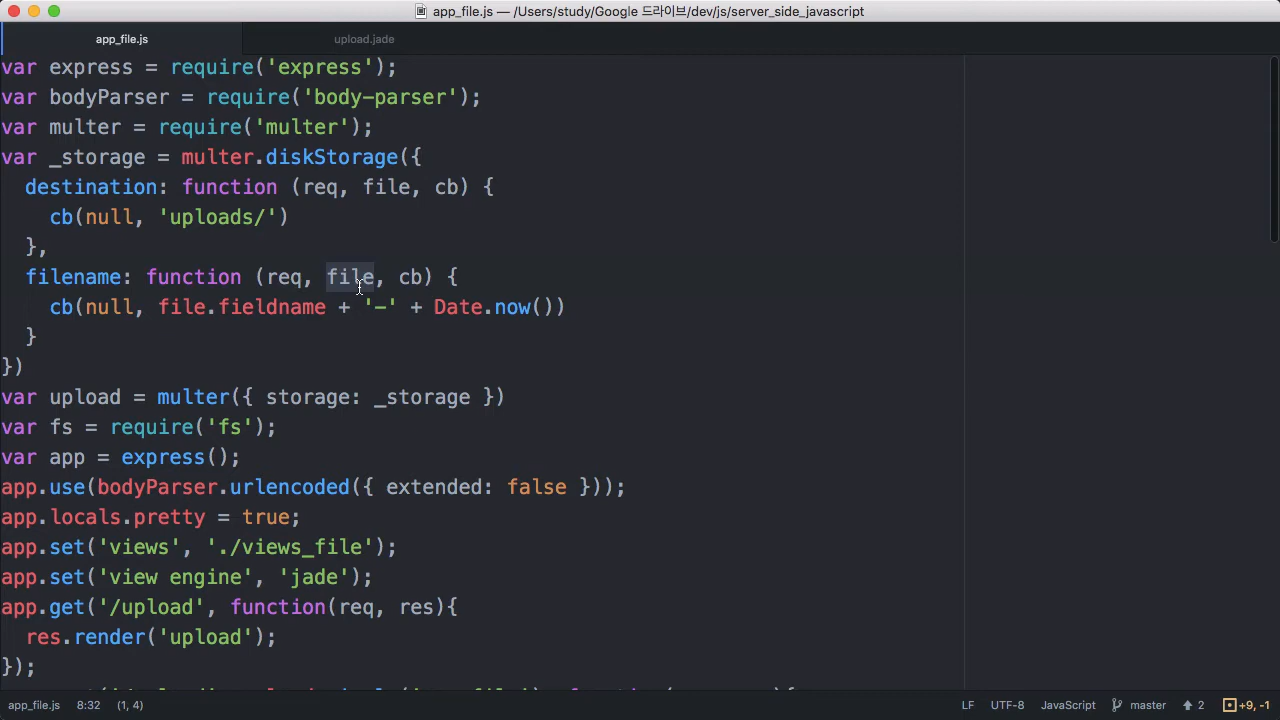 app_file.js — /Users/study/Google 드라이브/dev/js/server_side_javascript
app_file.js
upload.jade
var express = require('express');
var bodyParser = require('body-parser');
var multer = require('multer');
var _storage = multer.diskStorage({
  destination: function (req, file, cb) {
    cb(null, 'uploads/')
  },
  filename: function (req, file, cb) {
    cb(null, file.fieldname + '-' + Date.now())
  }
})
var upload = multer({ storage: _storage })
var fs = require('fs');
var app = express();
app.use(bodyParser.urlencoded({ extended: false }));
app.locals.pretty = true;
app.set('views', './views_file');
app.set('view engine', 'jade');
app.get('/upload', function(req, res){
  res.render('upload');
});
app_file.js 8:32 (1, 4) LF UTF-8 JavaScript master 2 +9, -1